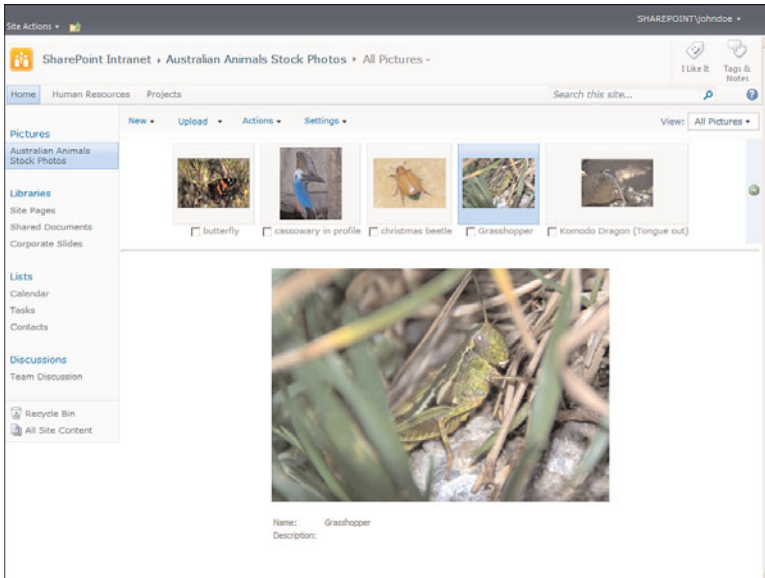 SHAREPOINT\johndoe
Site Actions
SharePoint Intranet Australian Animals Stock Photos All Pictures
I Like It
Tags &
Notes
Home Human Resources Projects
Search this site...
New Upload Actions Settings
View: All Pictures
Pictures
Australian Animals
Stock Photos
Libraries
Site Pages
Shared Documents
Corporate Slides
Lists
Calendar
Tasks
Contacts
Discussions
Team Discussion
Recycle Bin
All Site Content
butterfly cassowary in profile christmas beetle Grasshopper Komodo Dragon (Tongue out)
Name: Grasshopper
Description: